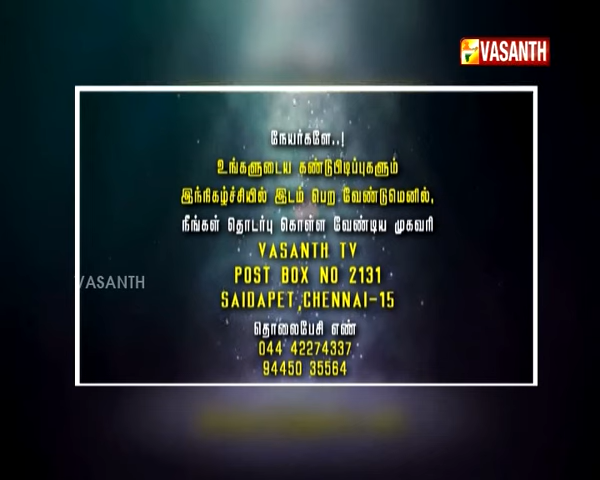 VASANTH
நேயர்களே..!
உங்களுடைய கண்டுபிடிப்புகளும்
இந்நிகழ்ச்சியில் இடம் பெற வேண்டுமெனில்,
நீங்கள் தொடர்பு கொள்ள வேண்டிய முகவரி
VASANTH TV
POST BOX NO 2131
VASANTH
SAIDAPET,CHENNAI-15
தொலைபேசி எண்
044 42274337
94450 35564